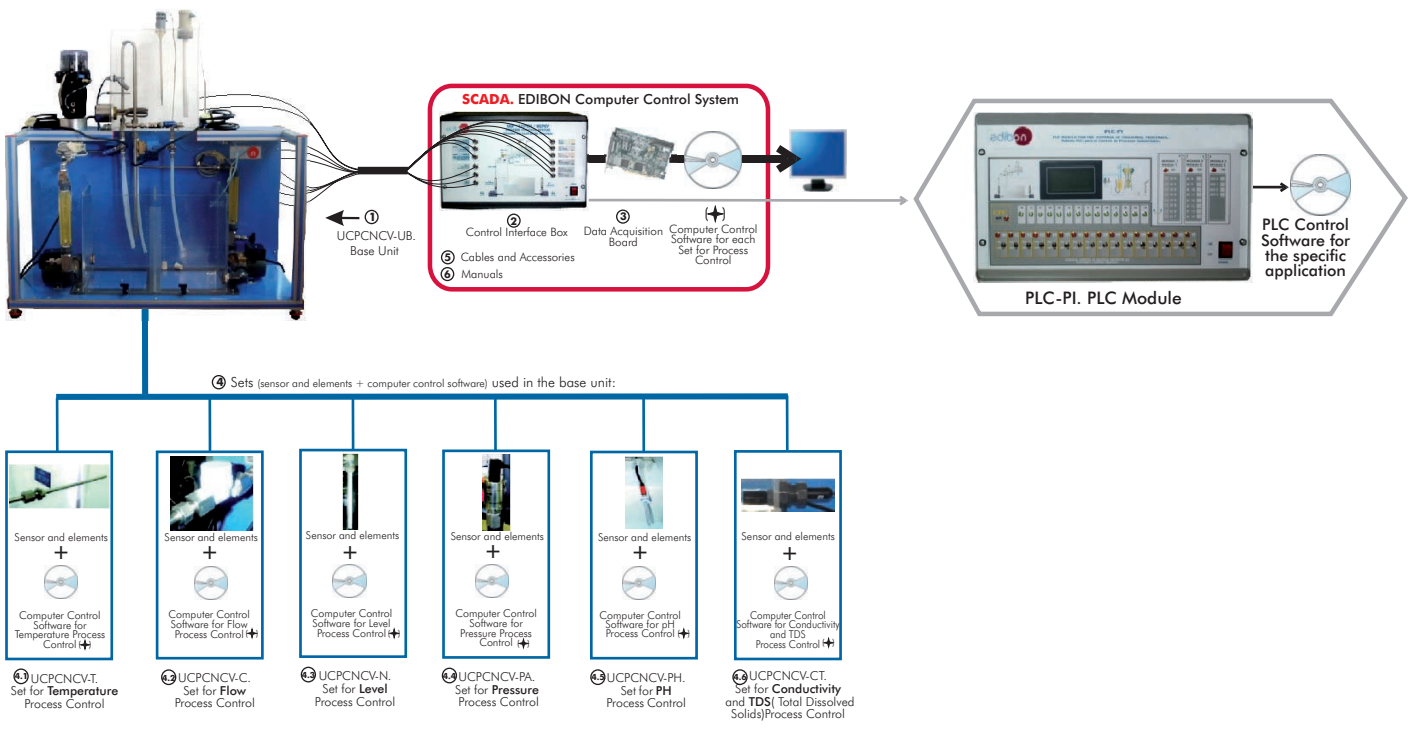 SCADA. EDIBON Computer Control System
1
UCPCNCV-UB.
Base Unit
2
Control Interface Box
3
Data Acquisition
Board
Computer Control
Software for each
Set for Process
Control
5 Cables and Accessories
6 Manuals
edibon
PLC-PI
PLC Control
Software for
the specific
application
PLC-PI. PLC Module
4 Sets (sensor and elements + computer control software) used in the base unit:
Sensor and elements
+
Computer Control
Software for
Temperature Process
Control
4.1 UCPCNCV-T.
Set for Temperature
Process Control
Sensor and elements
+
Computer Control
Software for Flow
Process Control
4.2 UCPCNCV-C.
Set for Flow
Process Control
Sensor and elements
+
Computer Control
Software for Level
Process Control
4.3 UCPCNCV-N.
Set for Level
Process Control
Sensor and elements
+
Computer Control
Software for
Pressure Process
Control
4.4 UCPCNCV-PA.
Set for Pressure
Process Control
Sensor and elements
+
Computer Control
Software for pH
Process Control
4.5 UCPCNCV-PH.
Set for PH
Process Control
Sensor and elements
+
Computer Control
Software for Conductivity
and TDS
Process Control
4.6 UCPCNCV-CT.
Set for Conductivity
and TDS( Total Dissolved
Solids)Process Control